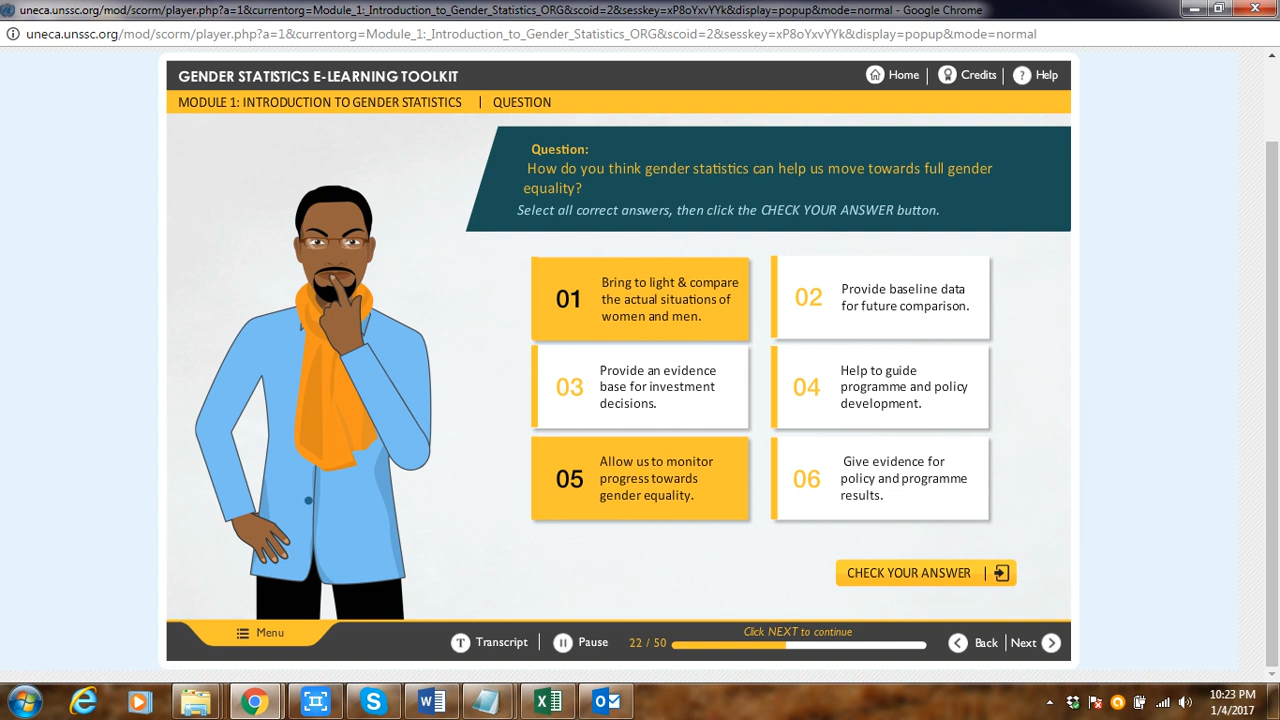 uneca.unssc.org/mod/scorm/player.php?a=1&currentorg=Module_1:_Introduction_to_Gender_Statistics_ORG&scoid=2&sesskey=xP8oYxvYYk&display=popup&mode=normal - Google Chrome
uneca.unssc.org/mod/scorm/player.php?a=1&currentorg=Module_1:_Introduction_to_Gender_Statistics_ORG&scoid=2&sesskey=xP8oYxvYYk&display=popup&mode=normal
GENDER STATISTICS E-LEARNING TOOLKIT
Home | Credits | ? Help
MODULE 1: INTRODUCTION TO GENDER STATISTICS | QUESTION
Question:
How do you think gender statistics can help us move towards full gender
equality?
Select all correct answers, then click the CHECK YOUR ANSWER button.
01
Bring to light & compare
the actual situations of
women and men.
02
Provide baseline data
for future comparison.
03
Provide an evidence
base for investment
decisions.
04
Help to guide
programme and policy
development.
05
Allow us to monitor
progress towards
gender equality.
06
Give evidence for
policy and programme
results.
CHECK YOUR ANSWER |
Menu
T Transcript | Pause
22 / 50
Click NEXT to continue
Back | Next
10:23 PM
1/4/2017